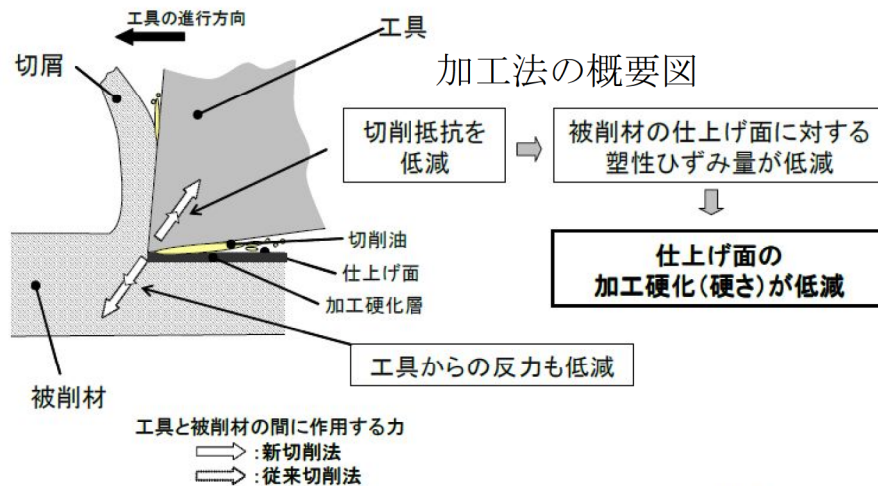 工具の進行方向
工具
切屑
加工法の概要図
切削抵抗を
低減
被削材の仕上げ面に対する
塑性ひずみ量が低減
切削油
仕上げ面
加工硬化層
仕上げ面の
加工硬化(硬さ)が低減
工具からの反力も低減
被削材
工具と被削材の間に作用する力
:新切削法
:従来切削法